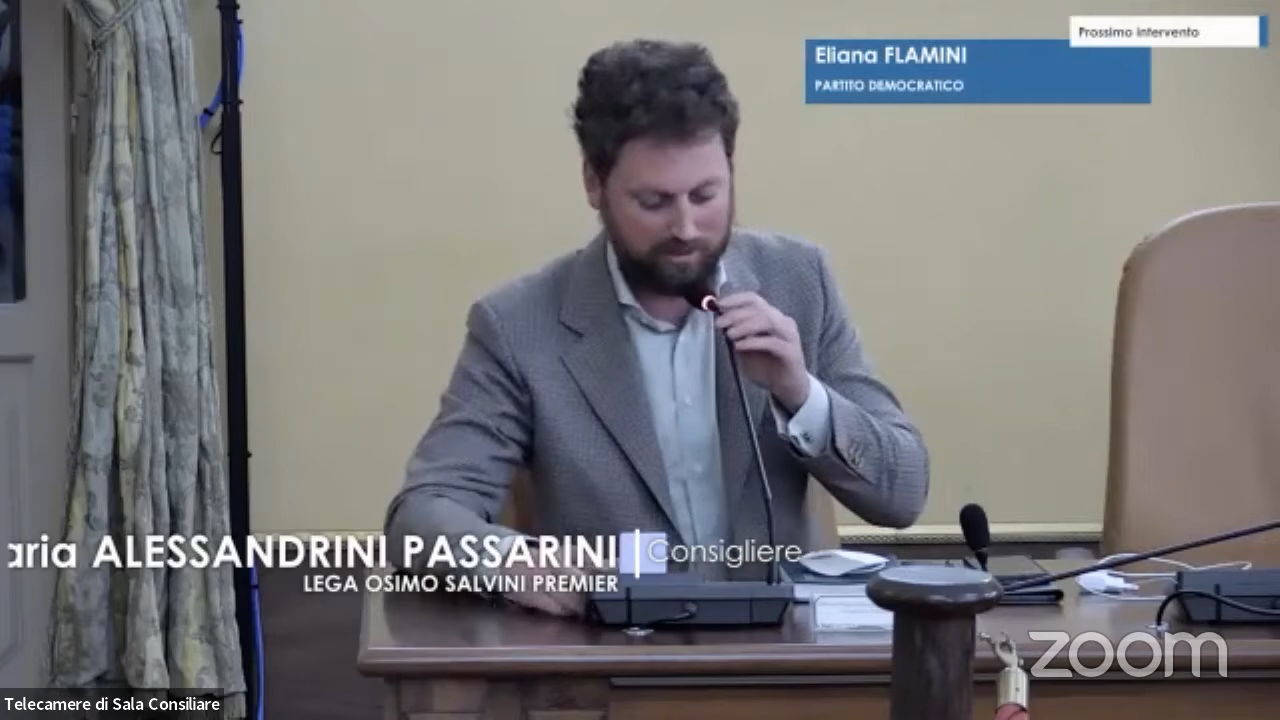 Prossimo intervento
Eliana FLAMINI
PARTITO DEMOCRATICO
aria ALESSANDRINI PASSARINI Consigliere
LEGA OSIMO SALVINI PREMIER
zoom
Telecamere di Sala Consiliare